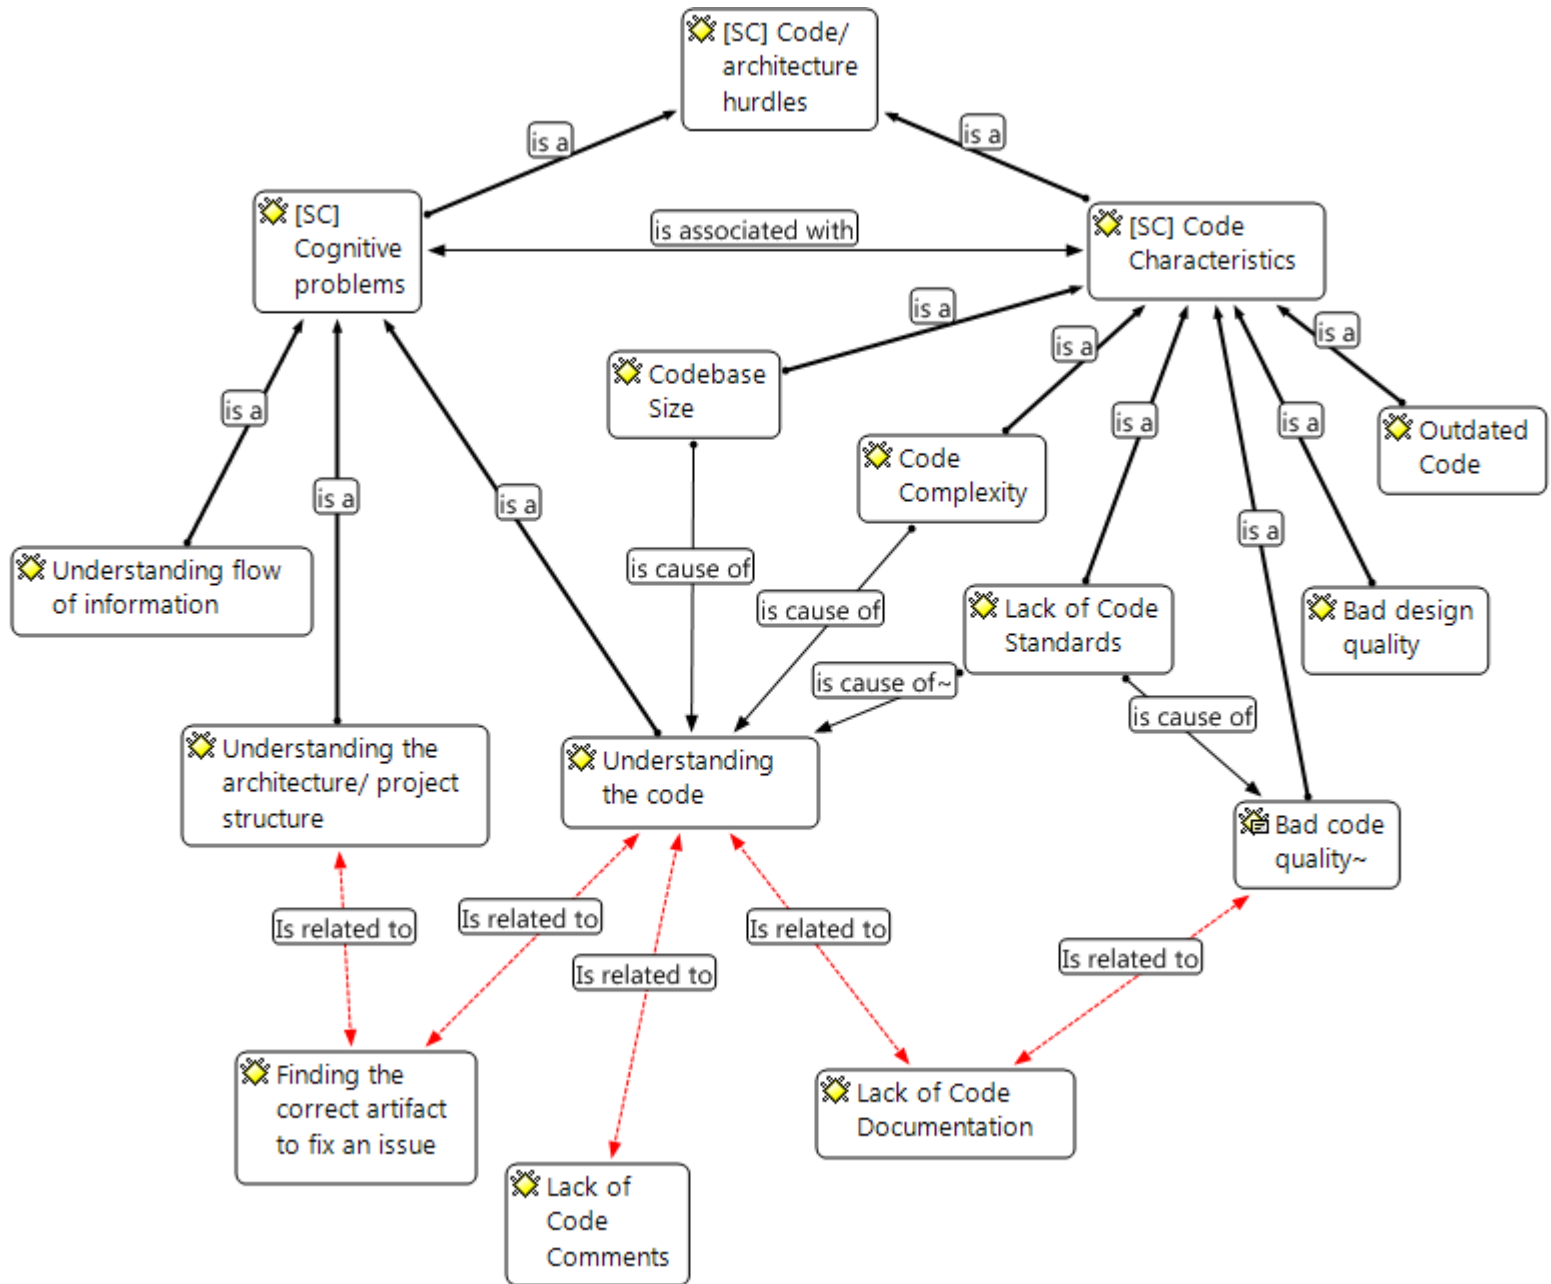 [SC] Code/
architecture
hurdles
is a
is a
[SC]
Cognitive
problems
is associated with
[SC] Code
Characteristics
is a
is a
is a
Codebase
Size
is a
is a
is a
Outdated
Code
Code
Complexity
is a
is a
is a
Understanding flow
of information
is cause of
is cause of
Lack of Code
Standards
Bad design
quality
is cause of~
is cause of
Understanding the
architecture/ project
structure
Understanding
the code
Bad code
quality~
Is related to
Is related to
Is related to
Is related to
Is related to
Finding the
correct artifact
to fix an issue
Lack of Code
Documentation
Lack of
Code
Comments